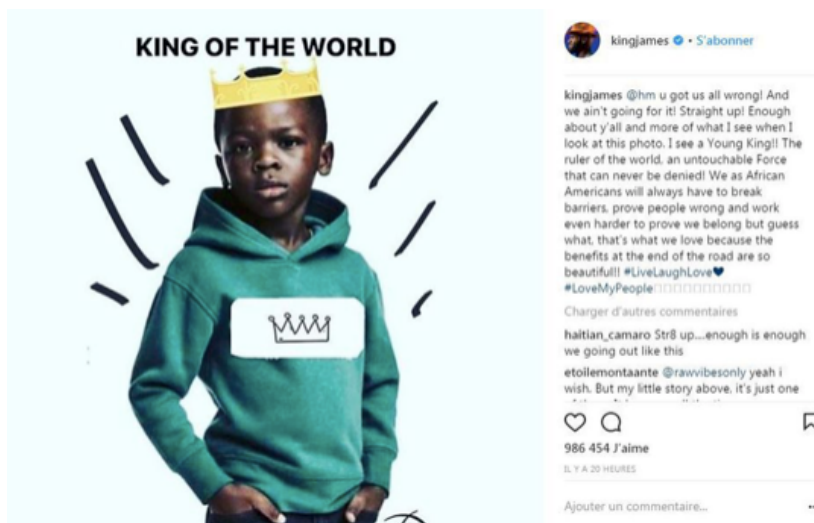 KING OF THE WORLD
kingjames • S'abonner
kingjames @hm u got us all wrong! And
we ain't going for it! Straight up! Enough
about y'all and more of what I see when I
look at this photo. I see a Young King!! The
ruler of the world, an untouchable Force
that can never be denied! We as African
Americans will always have to break
barriers, prove people wrong and work
even harder to prove we belong but guess
what, that's what we love because the
benefits at the end of the road are so
beautiful!! #LiveLaughLove🖤
#LoveMyPeople
Charger d'autres commentaires
haitian_camaro Str8 up....enough is enough
we going out like this
etoilemontaante @rawvibesonly yeah i
wish. But my little story above, it's just one
986 454 J'aime
IL Y A 20 HEURES
Ajouter un commentaire...